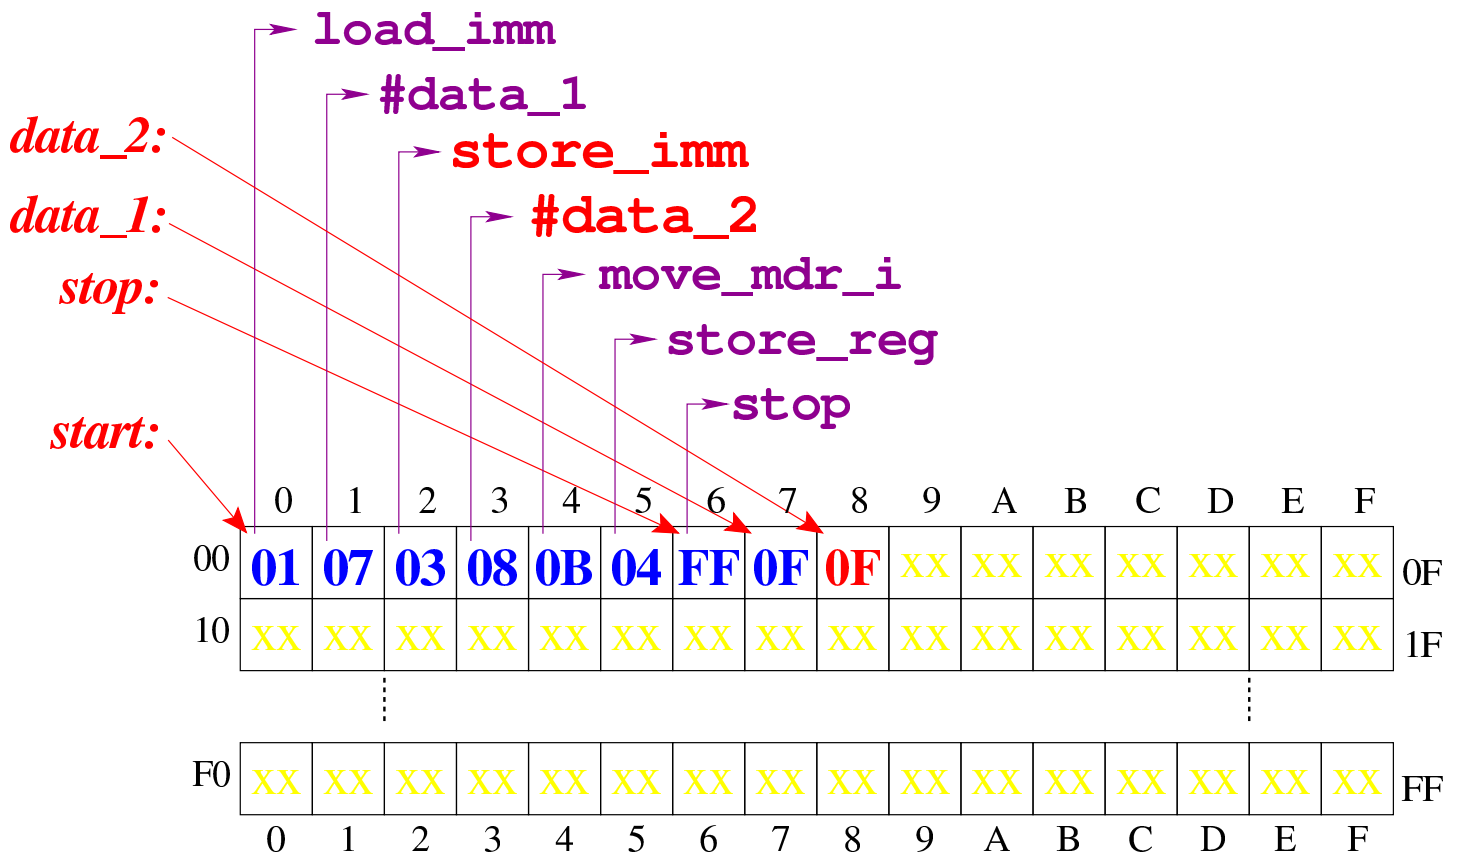 load_imm
#data_1
data_2:
store_imm
data_1:
#data_2
move_mdr_i
stop:
store_reg
stop
start:
0 1 2 3 4 5 6 7 8 9 A B C D E F
00 01 07 03 08 0B 04 FF 0F 0F XX XX XX XX XX XX XX 0F
10 XX XX XX XX XX XX XX XX XX XX XX XX XX XX XX XX 1F
F0 XX XX XX XX XX XX XX XX XX XX XX XX XX XX XX XX FF
0 1 2 3 4 5 6 7 8 9 A B C D E F